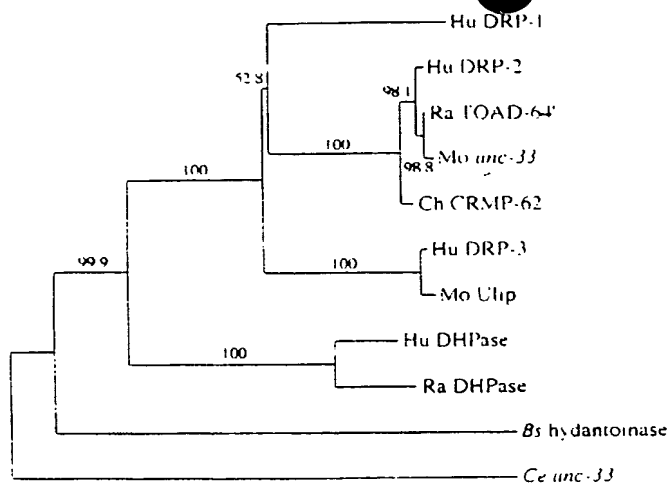 Hu DRP-1
52.8
Hu DRP-2
98.1
Ra TOAD-64
100
Mo unc-33
98.8
100
Ch CRMP-62
Hu DRP-3
100
99.9
Mo Ulip
Hu DHPase
100
Ra DHPase
Bs hydantoinase
Ce unc-33